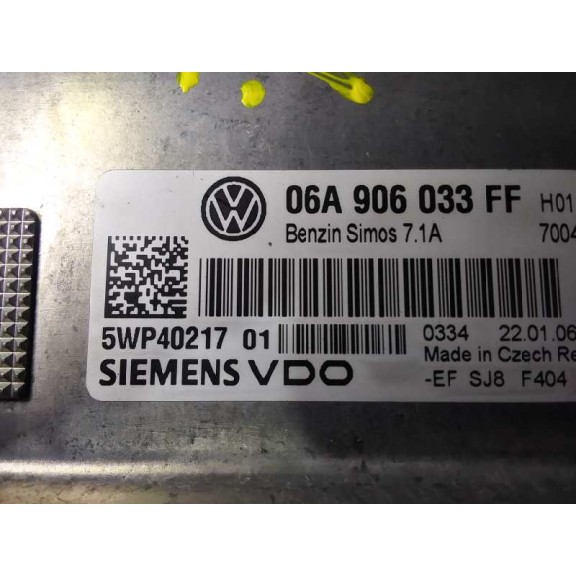 06A 906 033 FF H01
Benzin Simos 7.1A 7004
5WP40217 01 0334 22.01.06
Made in Czech Re
SIEMENS VDO -EF SJ8 F404